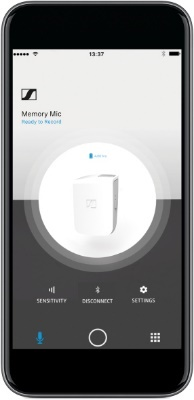 13:37
Memory Mic
Ready to Record
SENSITIVITY
DISCONNECT
SETTINGS